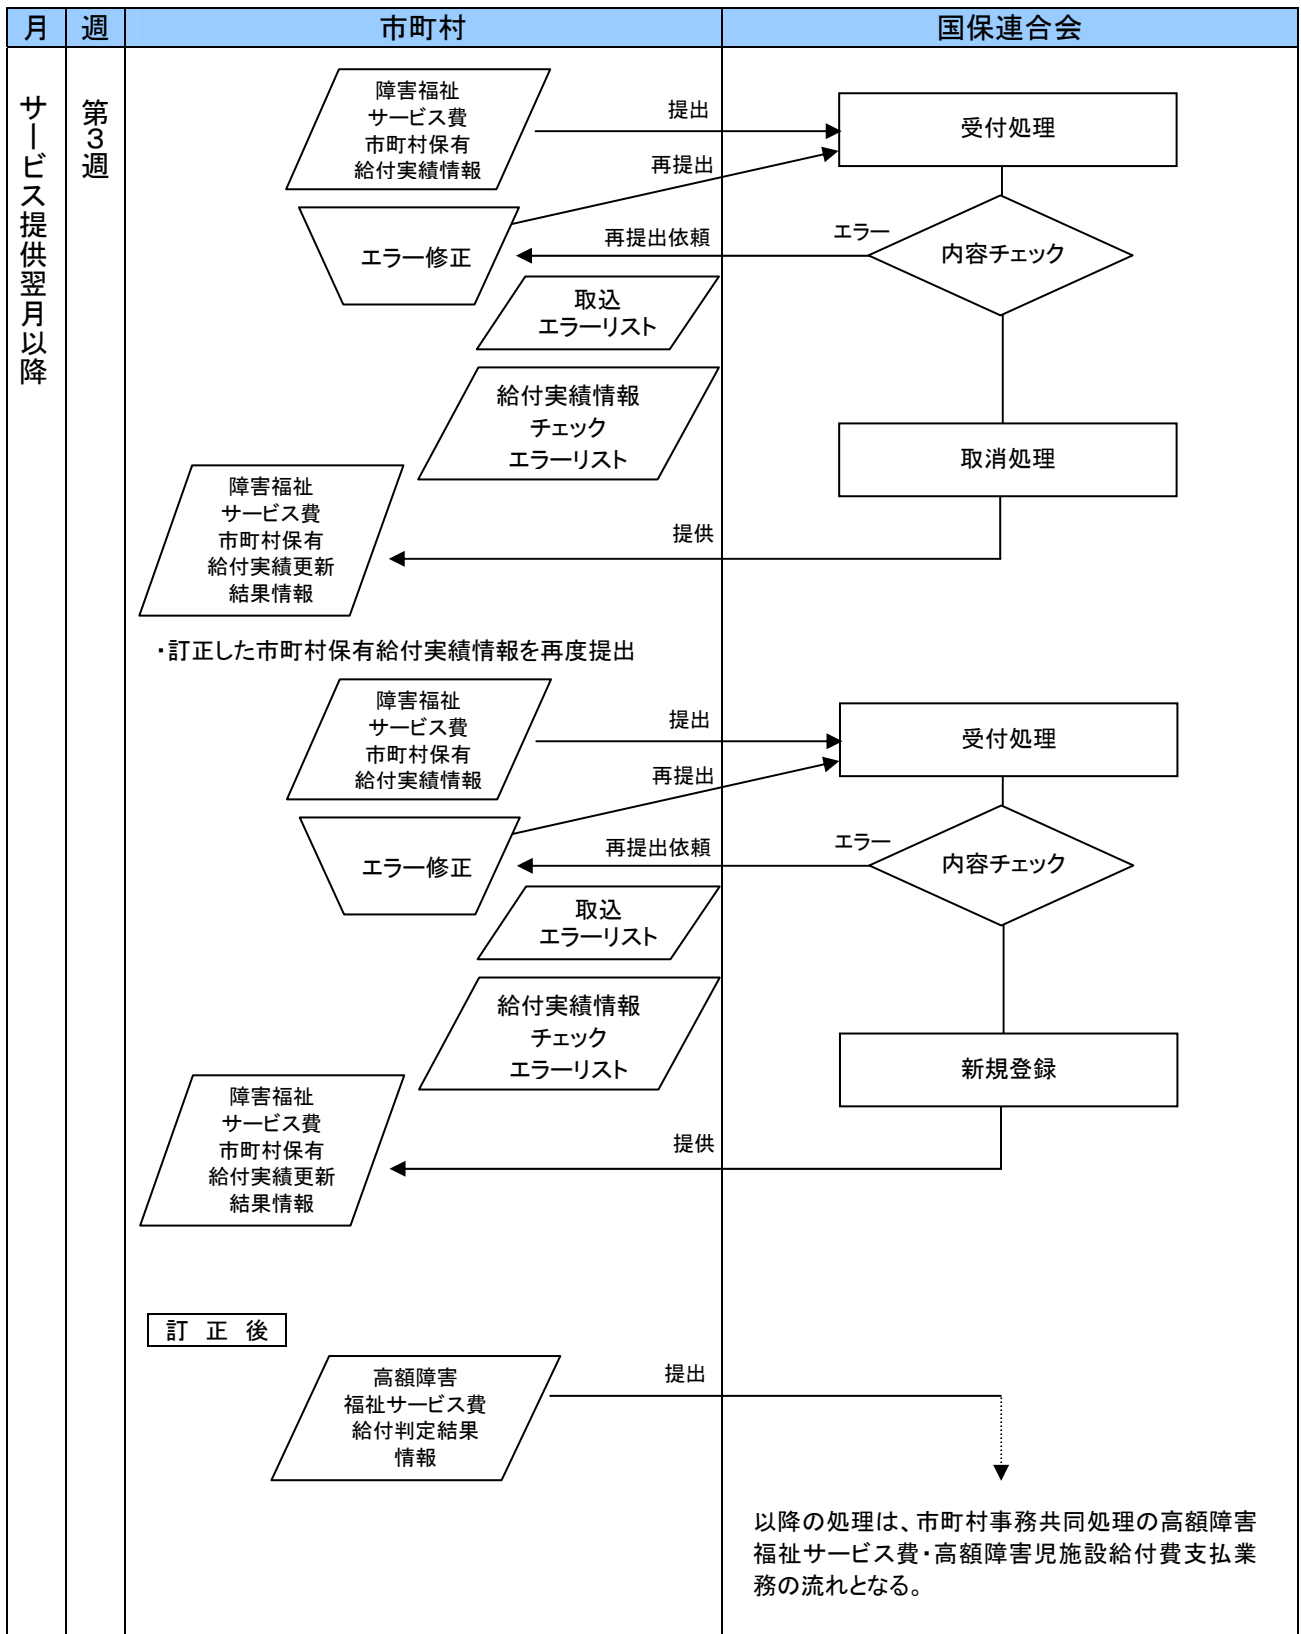 月
週
市町村
国保連合会
サービス提供翌月以降
第3週
障害福祉
サービス費
市町村保有
給付実績情報
提出
受付処理
再提出
エラー修正
再提出依頼
エラー
内容チェック
取込
エラーリスト
給付実績情報
チェック
エラーリスト
取消処理
障害福祉
サービス費
市町村保有
給付実績更新
結果情報
提供
・訂正した市町村保有給付実績情報を再度提出
障害福祉
サービス費
市町村保有
給付実績情報
提出
受付処理
再提出
エラー修正
再提出依頼
エラー
内容チェック
取込
エラーリスト
給付実績情報
チェック
エラーリスト
新規登録
障害福祉
サービス費
市町村保有
給付実績更新
結果情報
提供
訂 正 後
高額障害
福祉サービス費
給付判定結果
情報
提出
以降の処理は、市町村事務共同処理の高額障害
福祉サービス費・高額障害児施設給付費支払業
務の流れとなる。